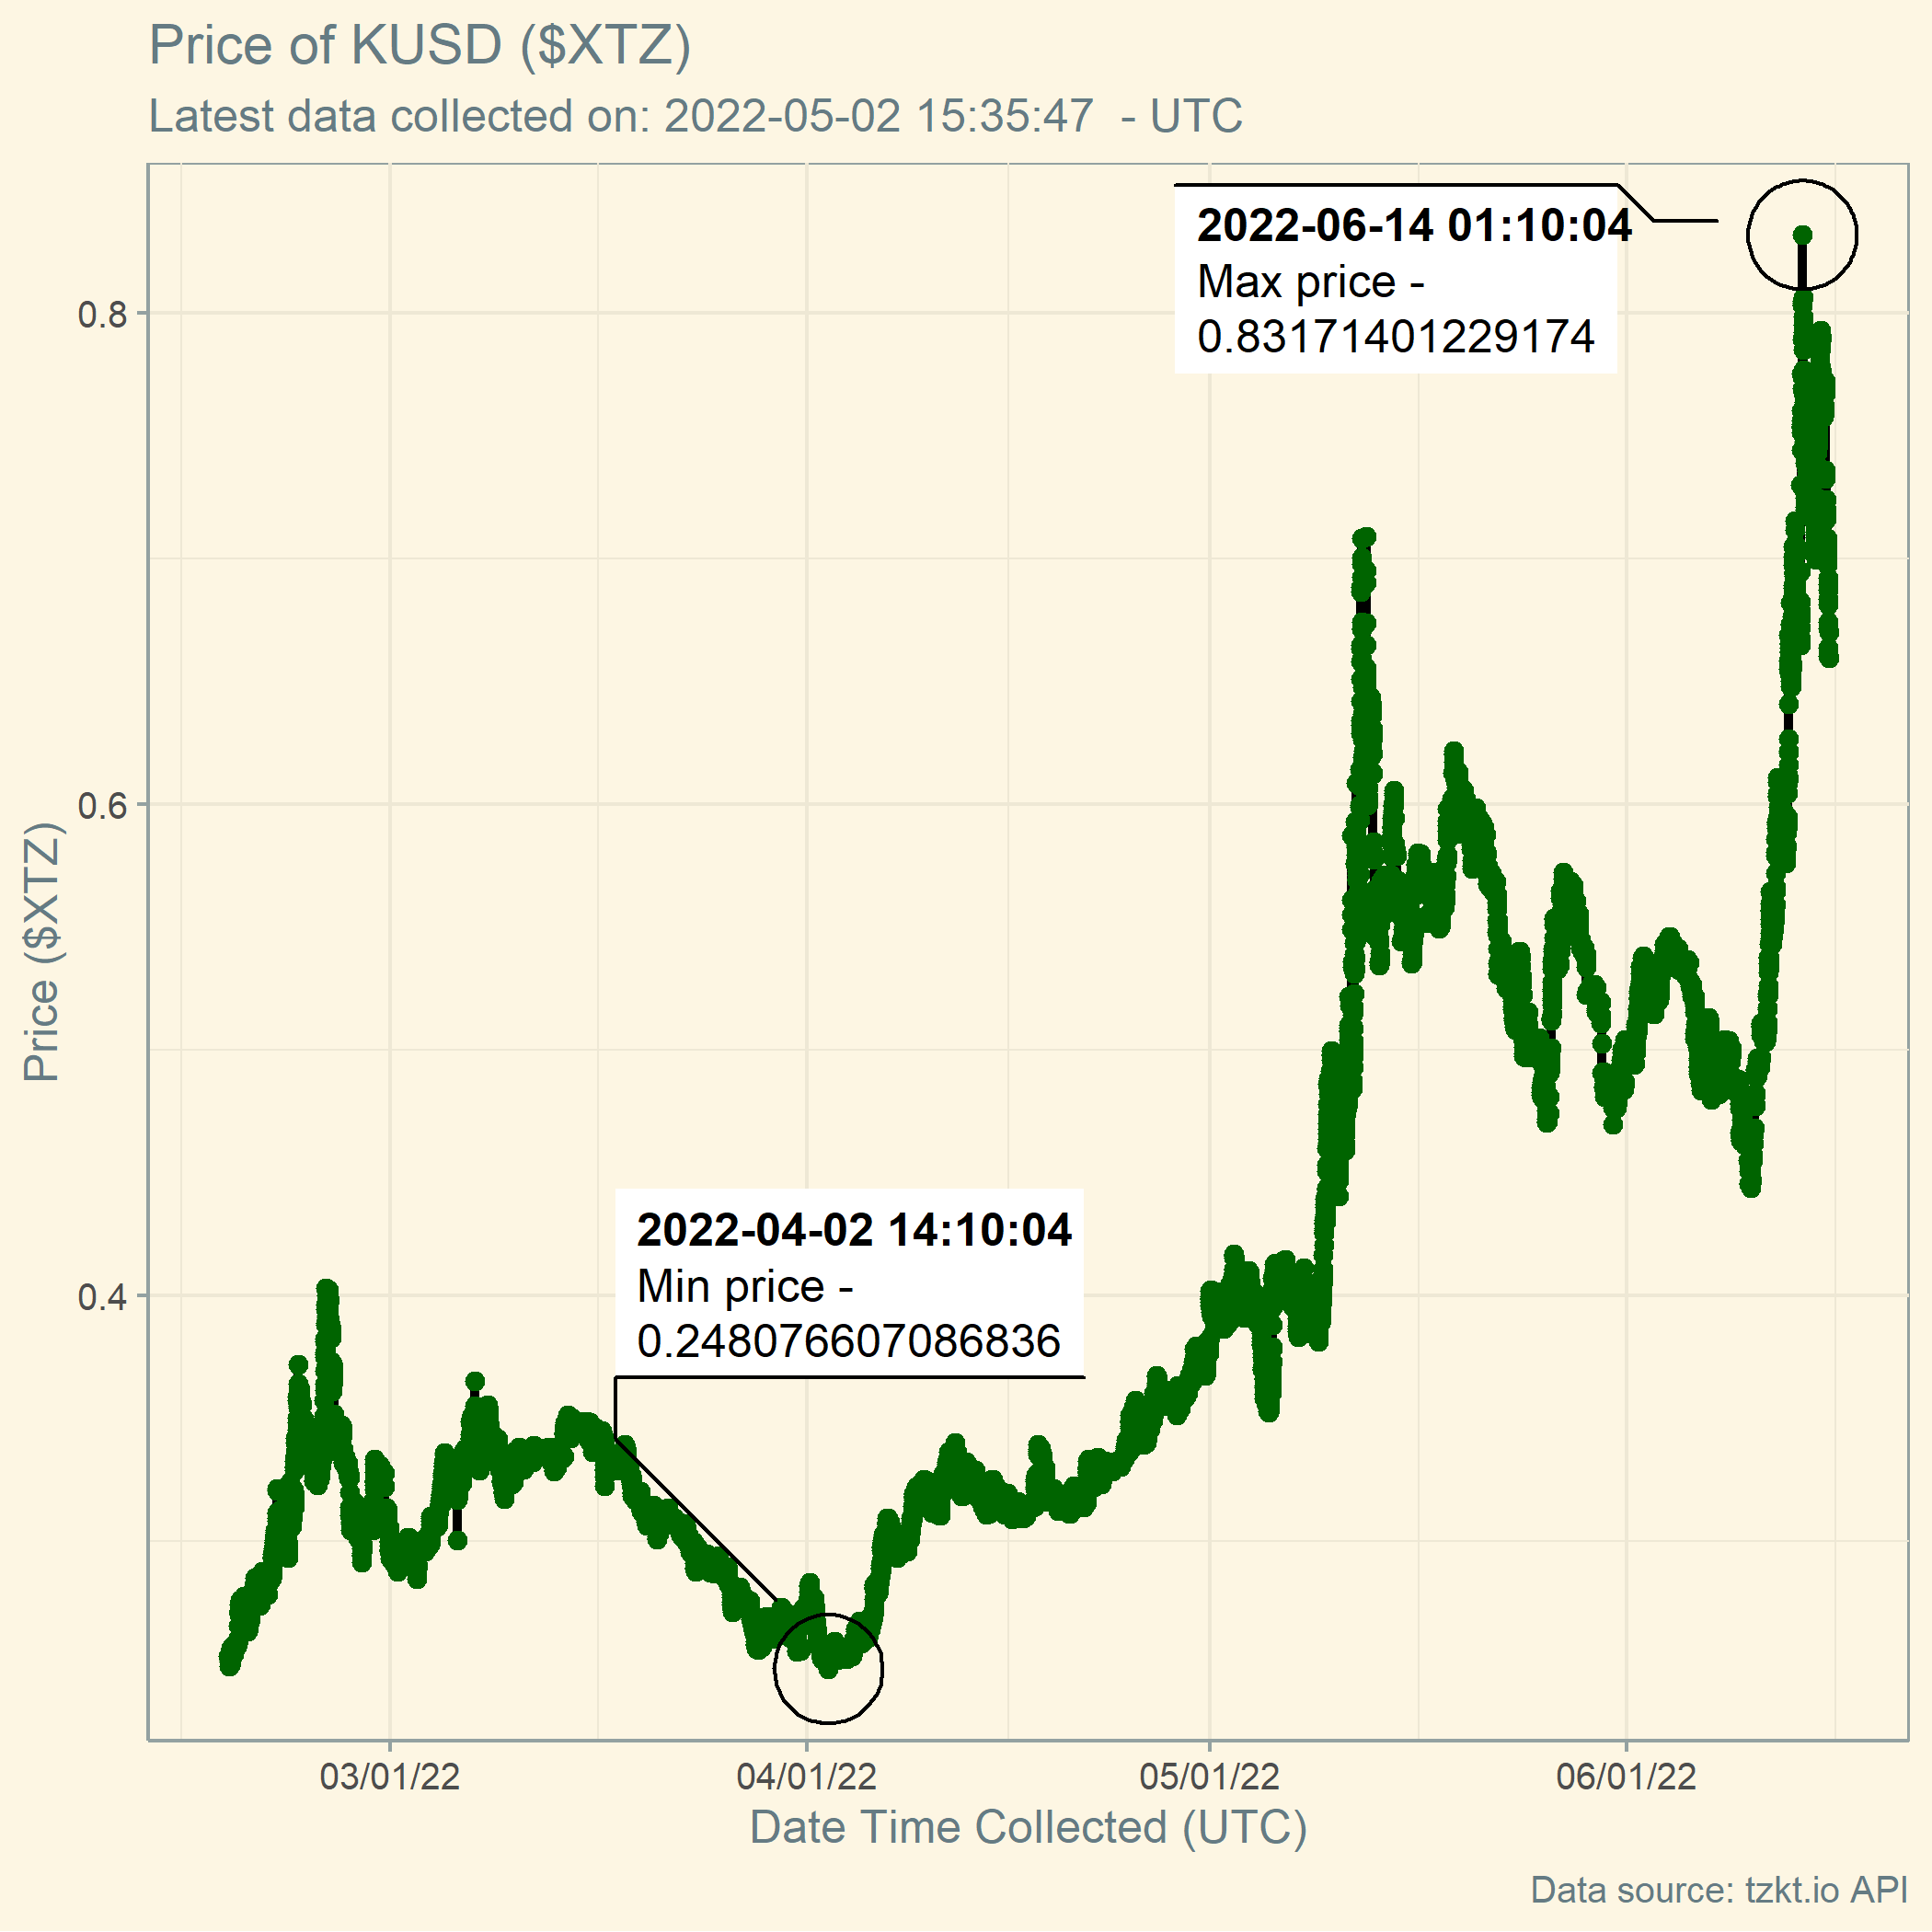 Price of KUSD ($XTZ)
Latest data collected on: 2022-05-02 15:35:47  - UTC
2022-06-14 01:10:04
Max price -
0.83171401229174
0.8
0.6
0.4
Price ($XTZ)
2022-04-02 14:10:04
Min price -
0.248076607086836
03/01/22
04/01/22
05/01/22
06/01/22
Date Time Collected (UTC)
Data source: tzkt.io API